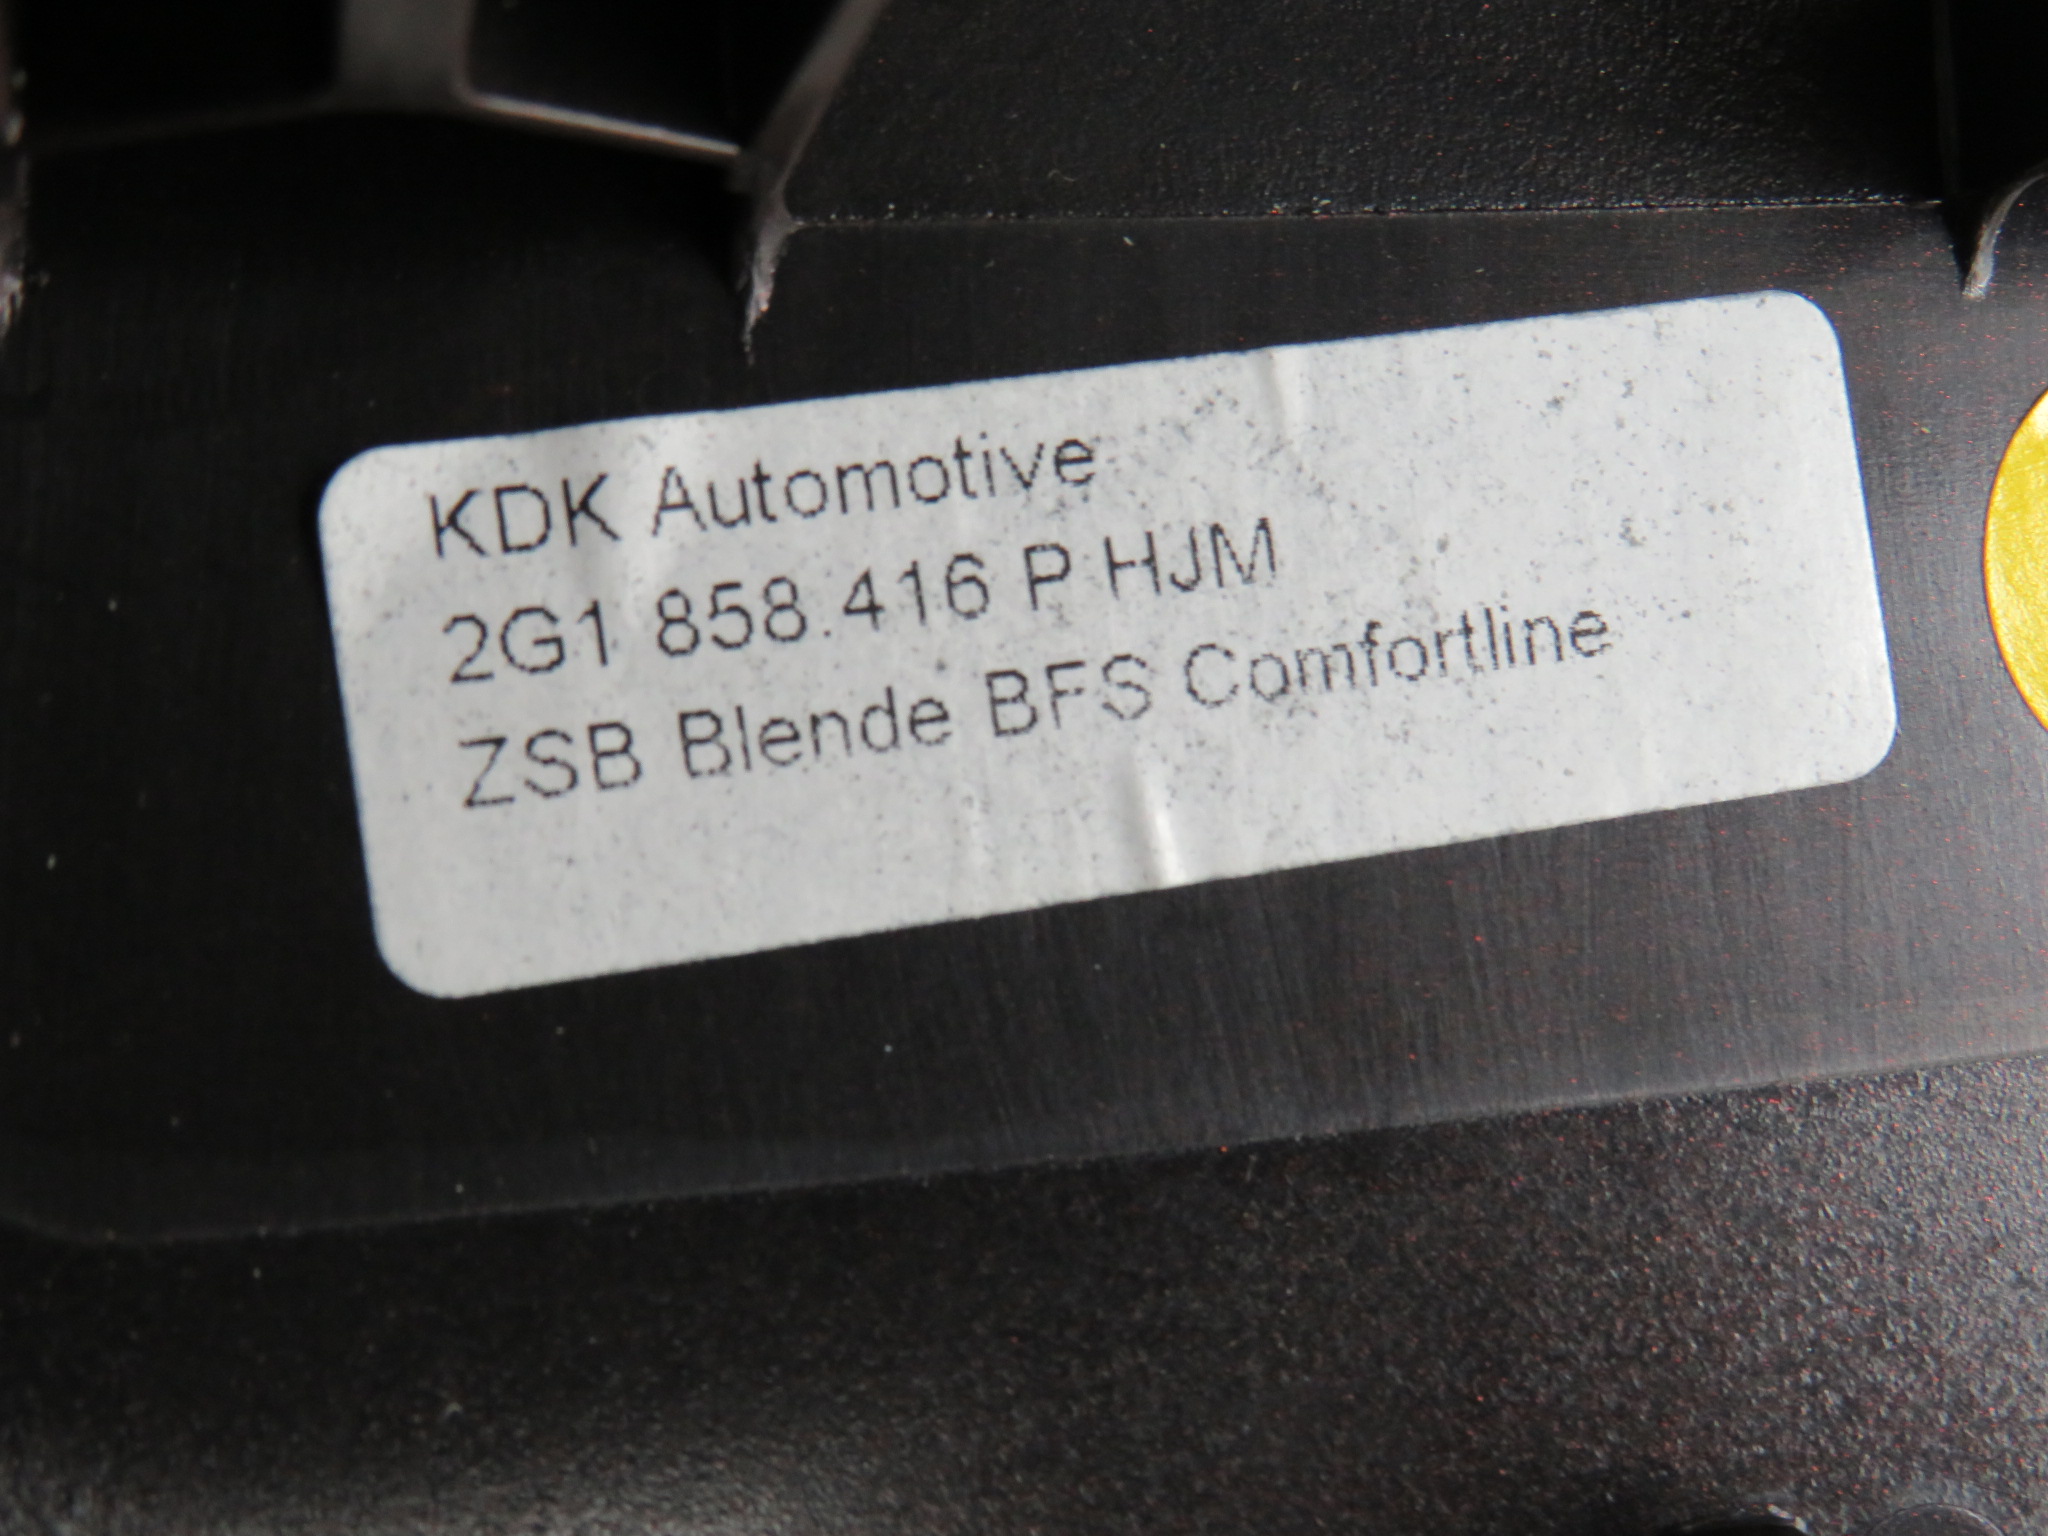 KDK Automotive
2G1 858.416 P HJM
ZSB Blende BFS Comfortline